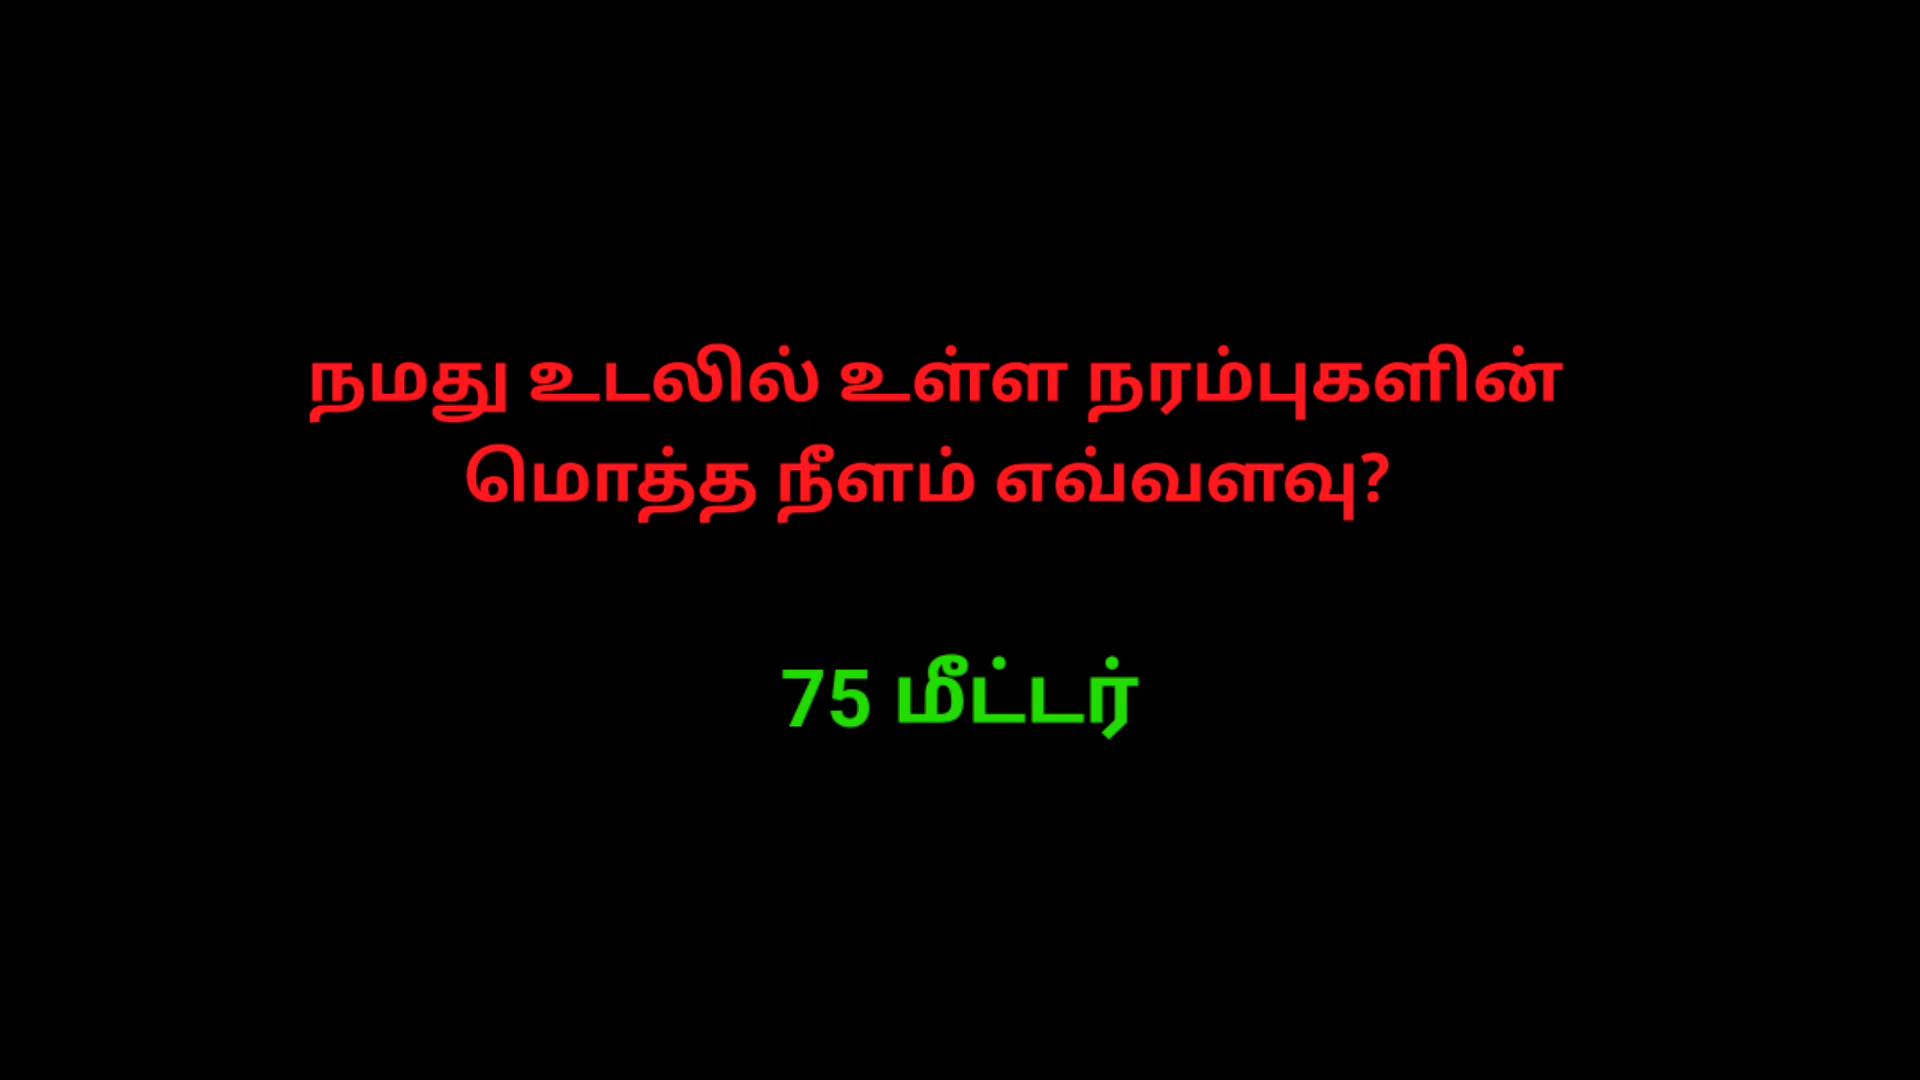 நமது உடலில் உள்ள நரம்புகளின்
மொத்த நீளம் எவ்வளவு?
75 மீட்டர்